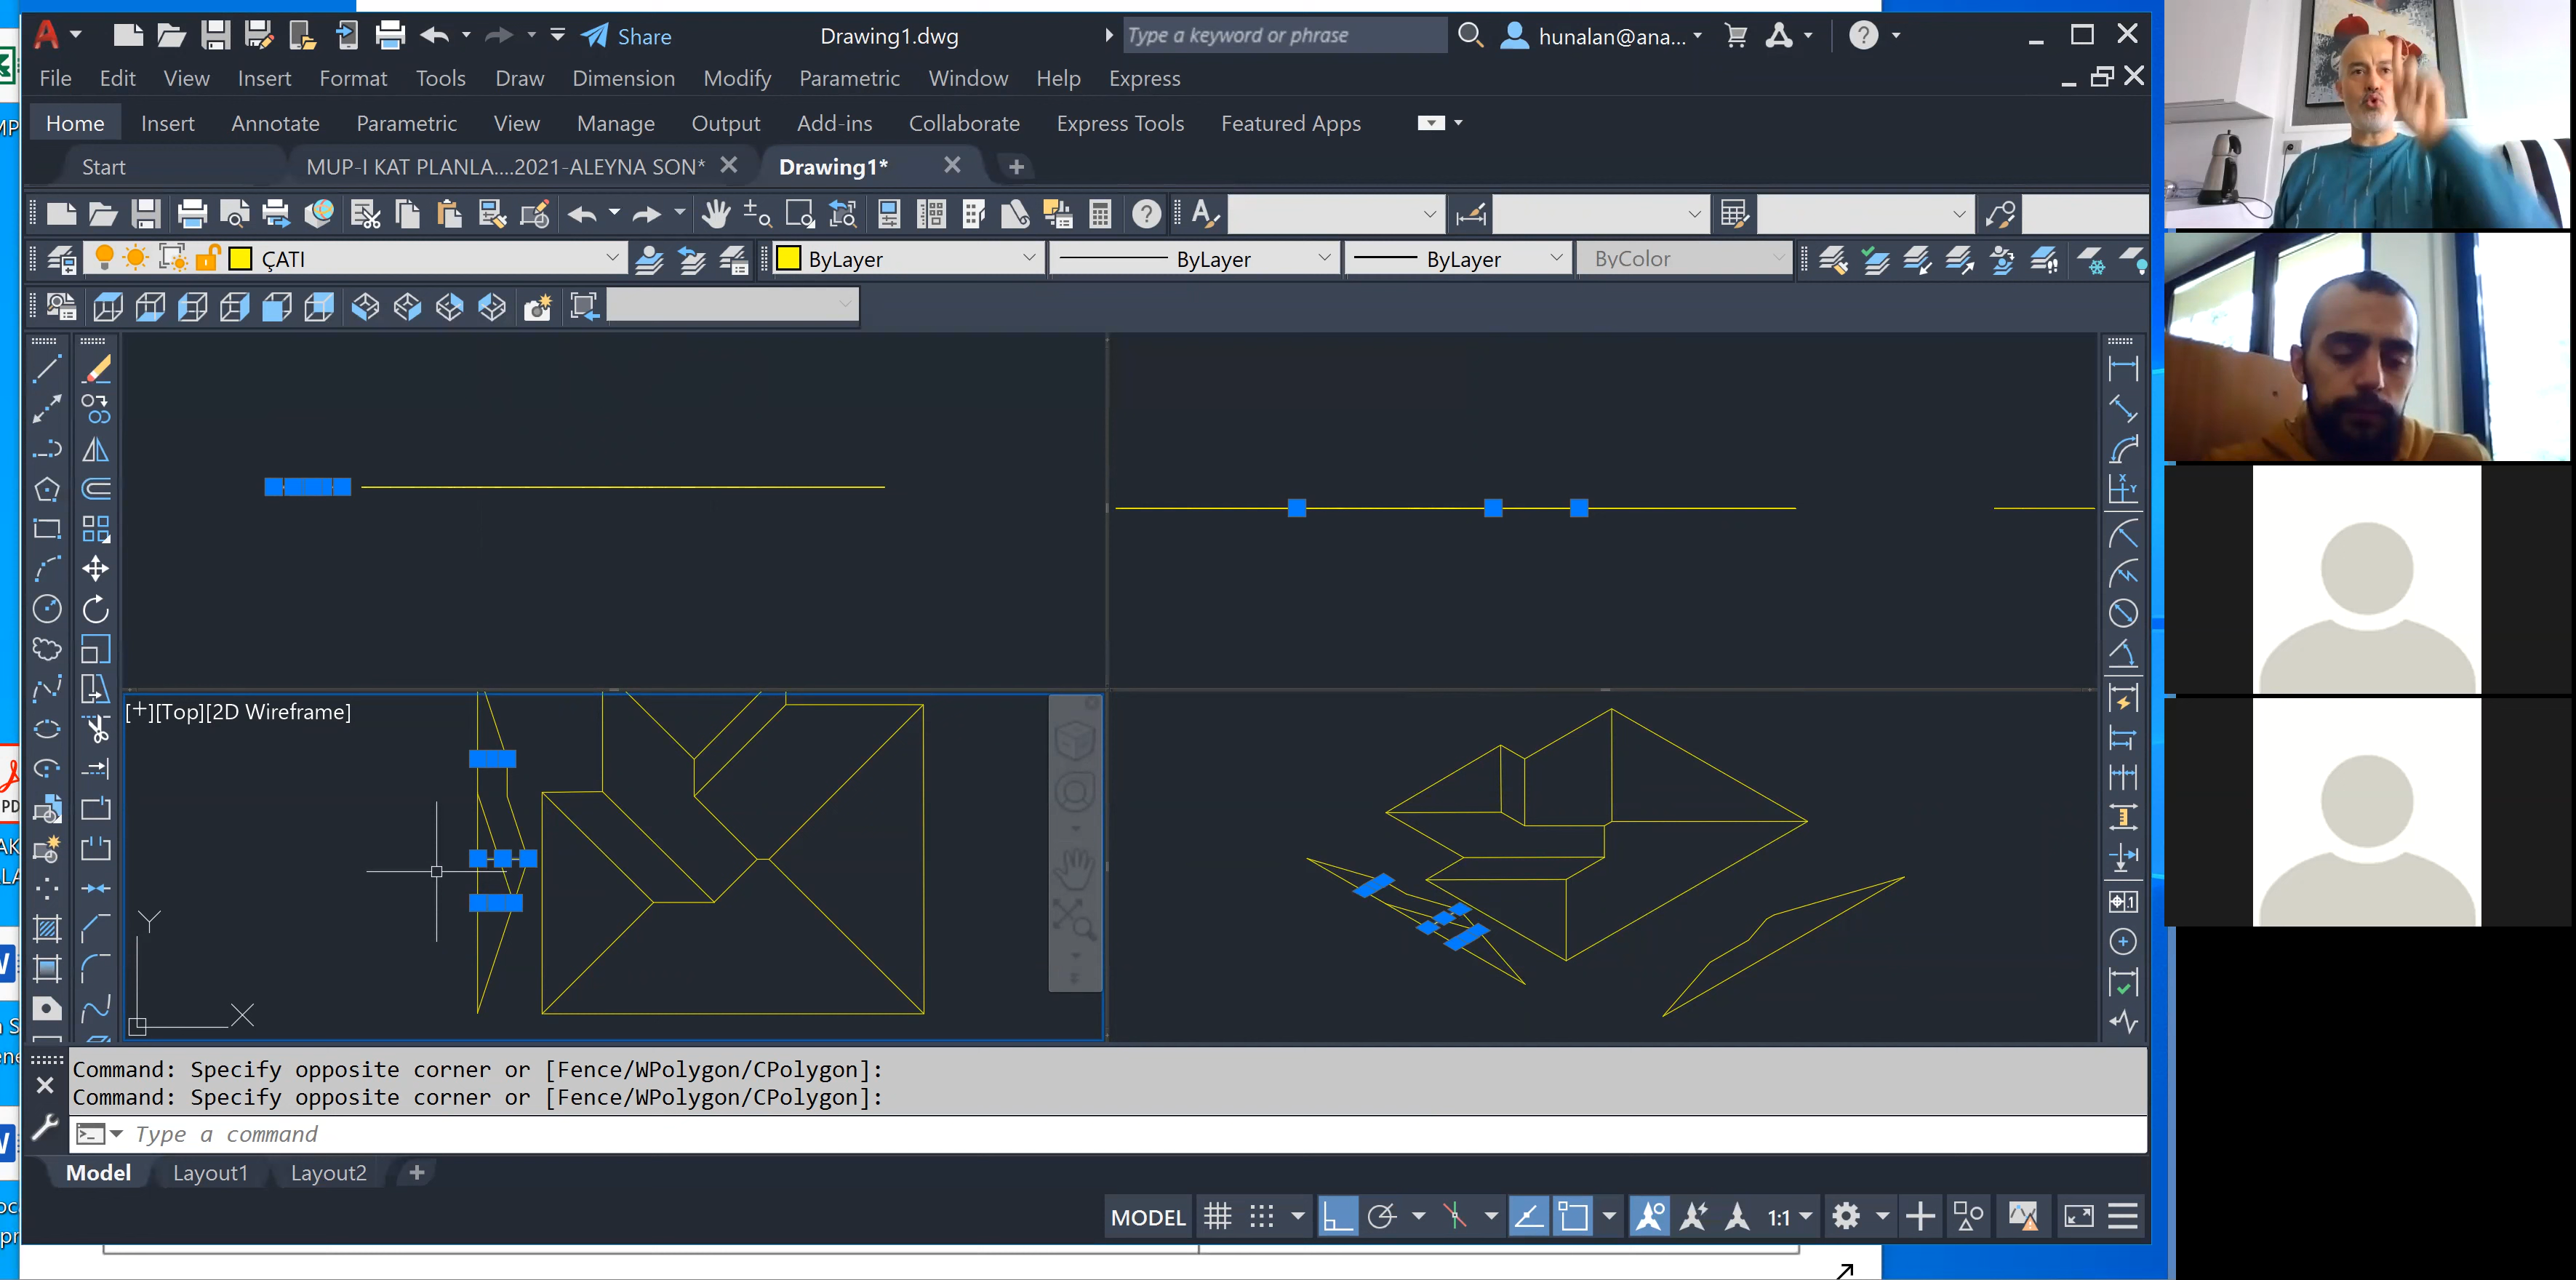 Share
Drawing1.dwg
Type a keyword or phrase
hunalan@ana...
File Edit View Insert Format Tools Draw Dimension Modify Parametric Window Help Express
Home Insert Annotate Parametric View Manage Output Add-ins Collaborate Express Tools Featured Apps
Start MUP-I KAT PLANLA....2021-ALEYNA SON* Drawing1*
ÇATI ByLayer ByLayer ByLayer ByColor
[+][Top][2D Wireframe]
Y
X
Command: Specify opposite corner or [Fence/WPolygon/CPolygon]:
Command: Specify opposite corner or [Fence/WPolygon/CPolygon]:
Type a command
Model Layout1 Layout2
MODEL 1:1